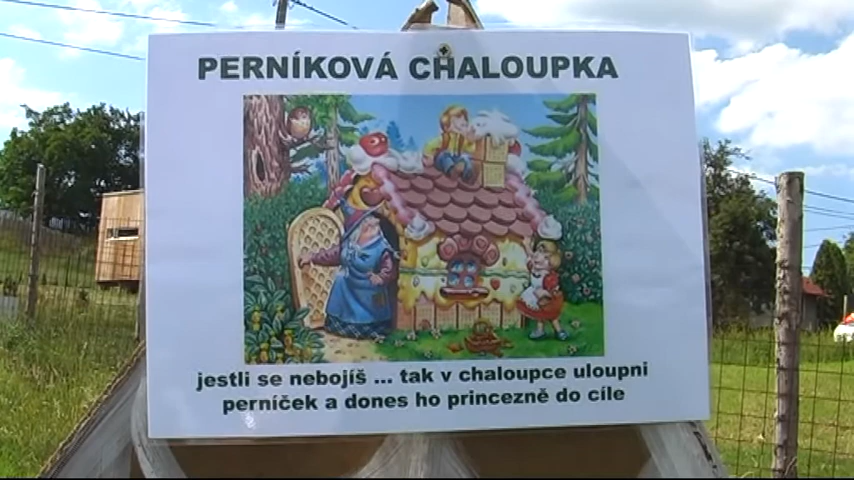 PERNÍKOVÁ CHALOUPKA
jestli se nebojíš ... tak v chaloupce uloupni
perníček a dones ho princezně do cíle